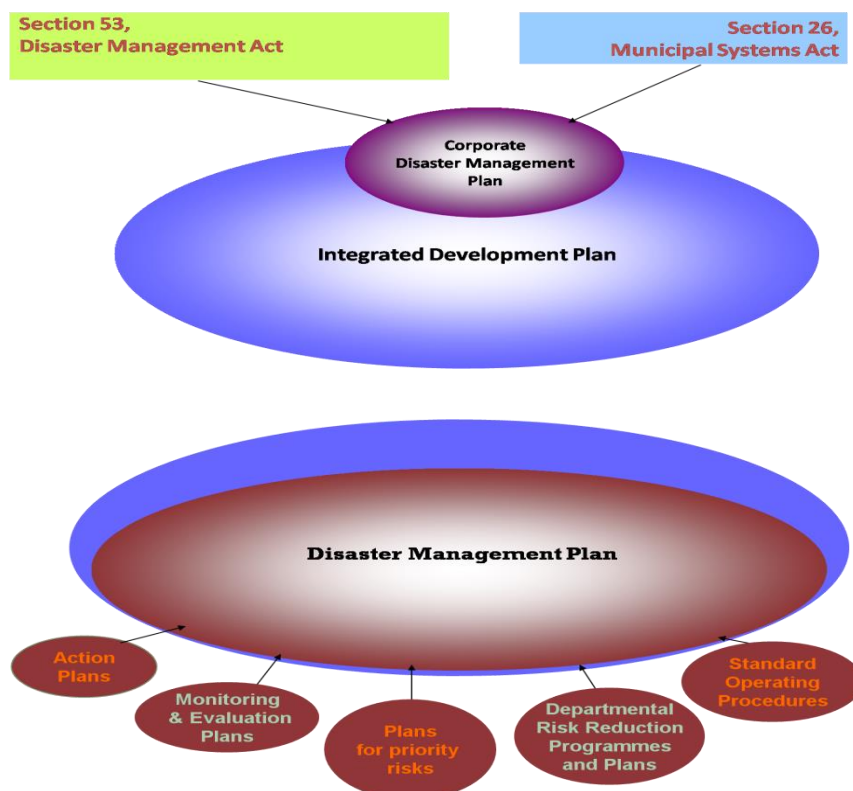 Section 53,
Disaster Management Act
Section 26,
Municipal Systems Act
Corporate
Disaster Management
Plan
Integrated Development Plan
Disaster Management Plan
Action
Plans
Monitoring
& Evaluation
Plans
Plans
for priority
risks
Departmental
Risk Reduction
Programmes
and Plans
Standard
Operating
Procedures